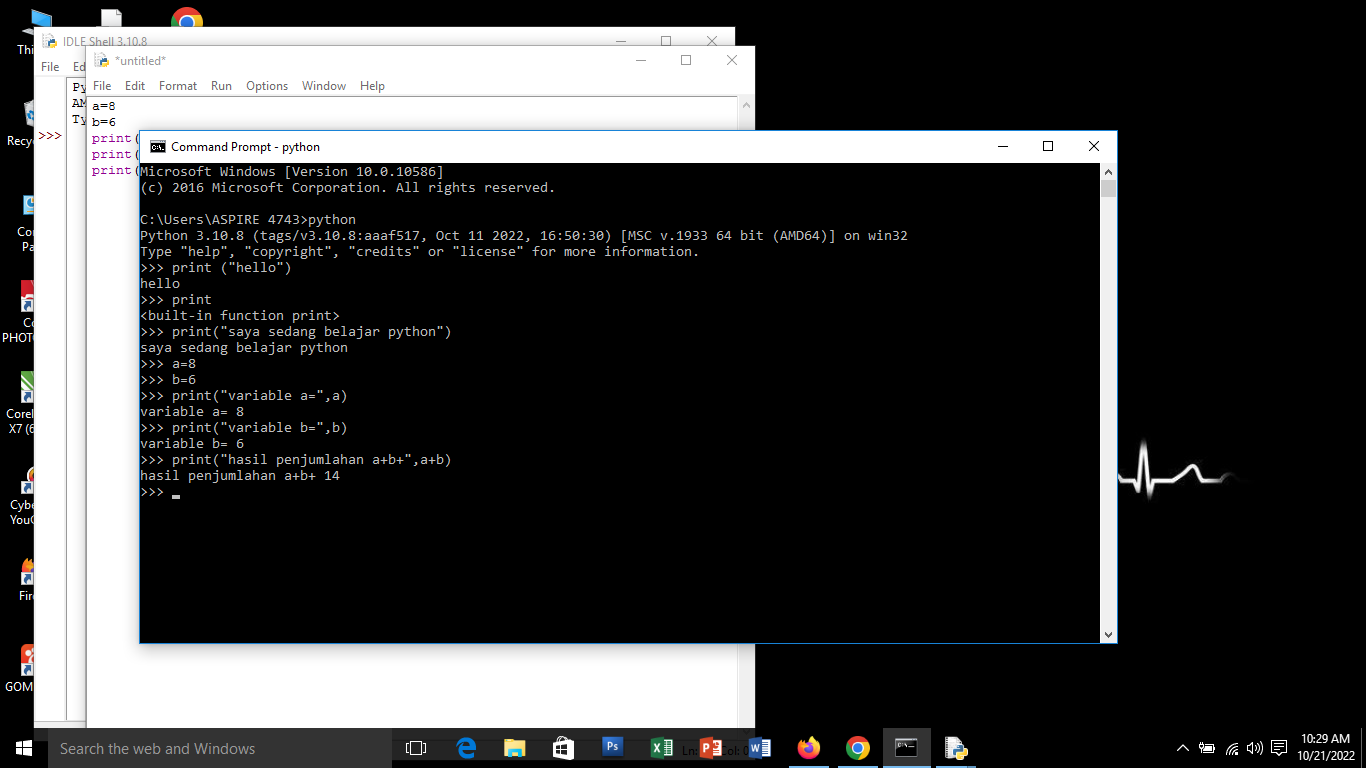 Thi
Recy
Con
Pa
Co
PHOT
Corel
X7 (6
Cybe
YouC
Fire
GOM
IDLE Shell 3.10.8
File Ed
Py
AM
Ty
>>>
*untitled*
File Edit Format Run Options Window Help
a=8
b=6
print(
print(
print(
Command Prompt - python
Microsoft Windows [Version 10.0.10586]
(c) 2016 Microsoft Corporation. All rights reserved.
C:\Users\ASPIRE 4743>python
Python 3.10.8 (tags/v3.10.8:aaaf517, Oct 11 2022, 16:50:30) [MSC v.1933 64 bit (AMD64)] on win32
Type "help", "copyright", "credits" or "license" for more information.
>>> print ("hello")
hello
>>> print
<built-in function print>
>>> print("saya sedang belajar python")
saya sedang belajar python
>>> a=8
>>> b=6
>>> print("variable a=",a)
variable a= 8
>>> print("variable b=",b)
variable b= 6
>>> print("hasil penjumlahan a+b+",a+b)
hasil penjumlahan a+b+ 14
>>>
Search the web and Windows
Ps
10:29 AM
10/21/2022